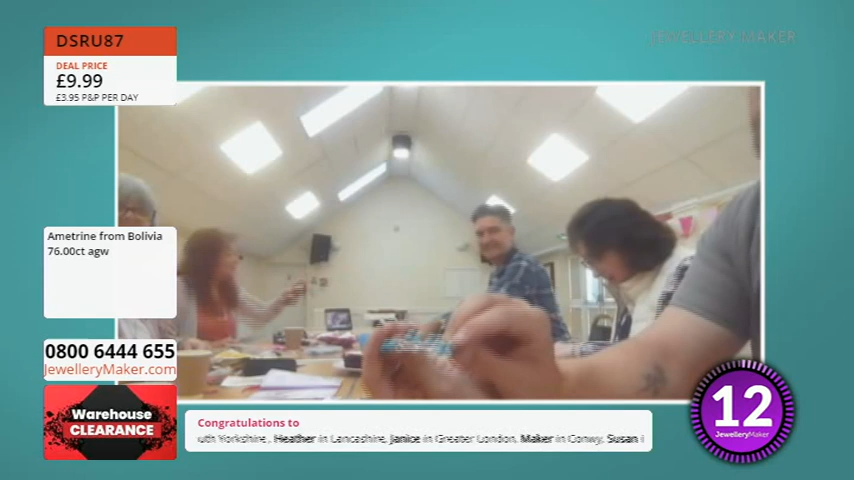 DSRU87
JEWELLERY MAKER
DEAL PRICE
£9.99
£3.95 P&P PER DAY
Ametrine from Bolivia
76.00ct agw
0800 6444 655
JewelleryMaker.com
Warehouse
CLEARANCE
Congratulations to
uth Yorkshire, Heather in Lancashire, Janice in Greater London, Maker in Conwy, Susan i
12
JewelleryMaker